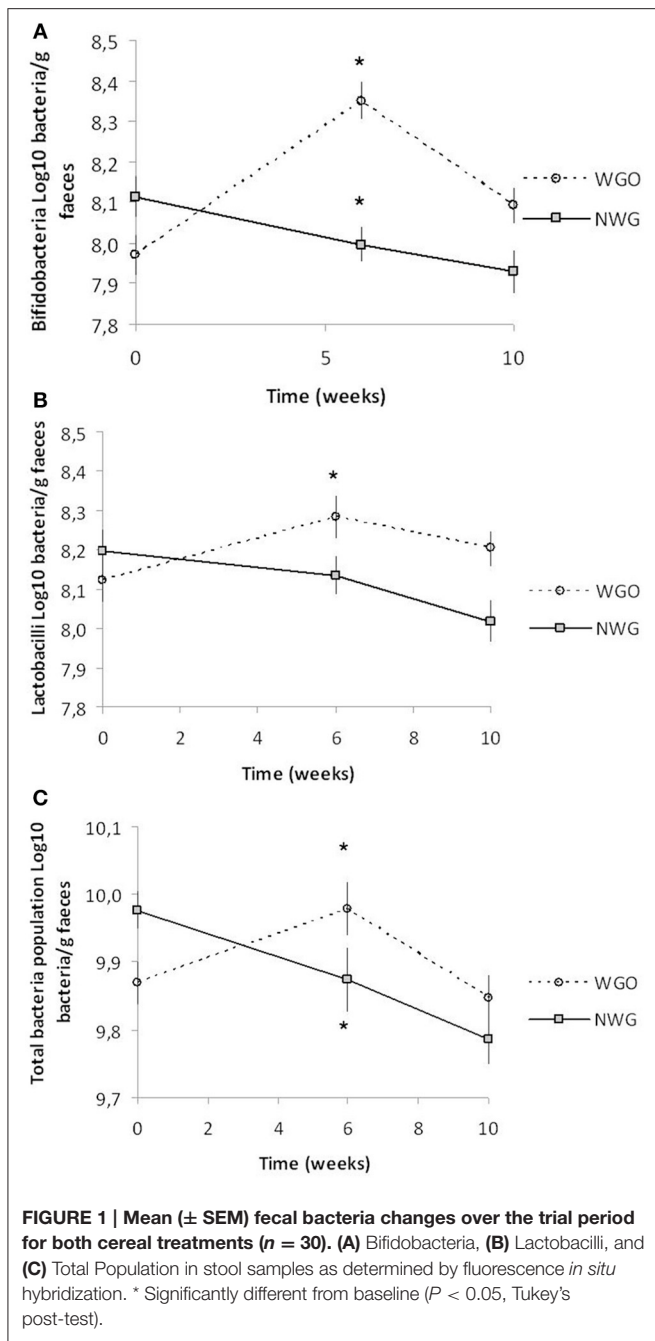 A
Bifidobacteria Log10 bacteria/g
faeces
8,5
8,4
8,3
8,2
8,1
8,0
7,9
7,8
*
*
WGO
NWG
0
5
10
Time (weeks)
B
Lactobacilli Log10 bacteria/g faeces
8,5
8,4
8,3
8,2
8,1
8,0
7,9
7,8
*
WGO
NWG
0
2
4
6
8
10
Time (weeks)
C
Total bacteria population Log10
bacteria/g faeces
10,1
10,0
9,9
9,8
9,7
*
*
WGO
NWG
0
2
4
6
8
10
Time (weeks)
FIGURE 1 | Mean (± SEM) fecal bacteria changes over the trial period
for both cereal treatments (n = 30). (A) Bifidobacteria, (B) Lactobacilli, and
(C) Total Population in stool samples as determined by fluorescence in situ
hybridization. * Significantly different from baseline (P < 0.05, Tukey's
post-test).